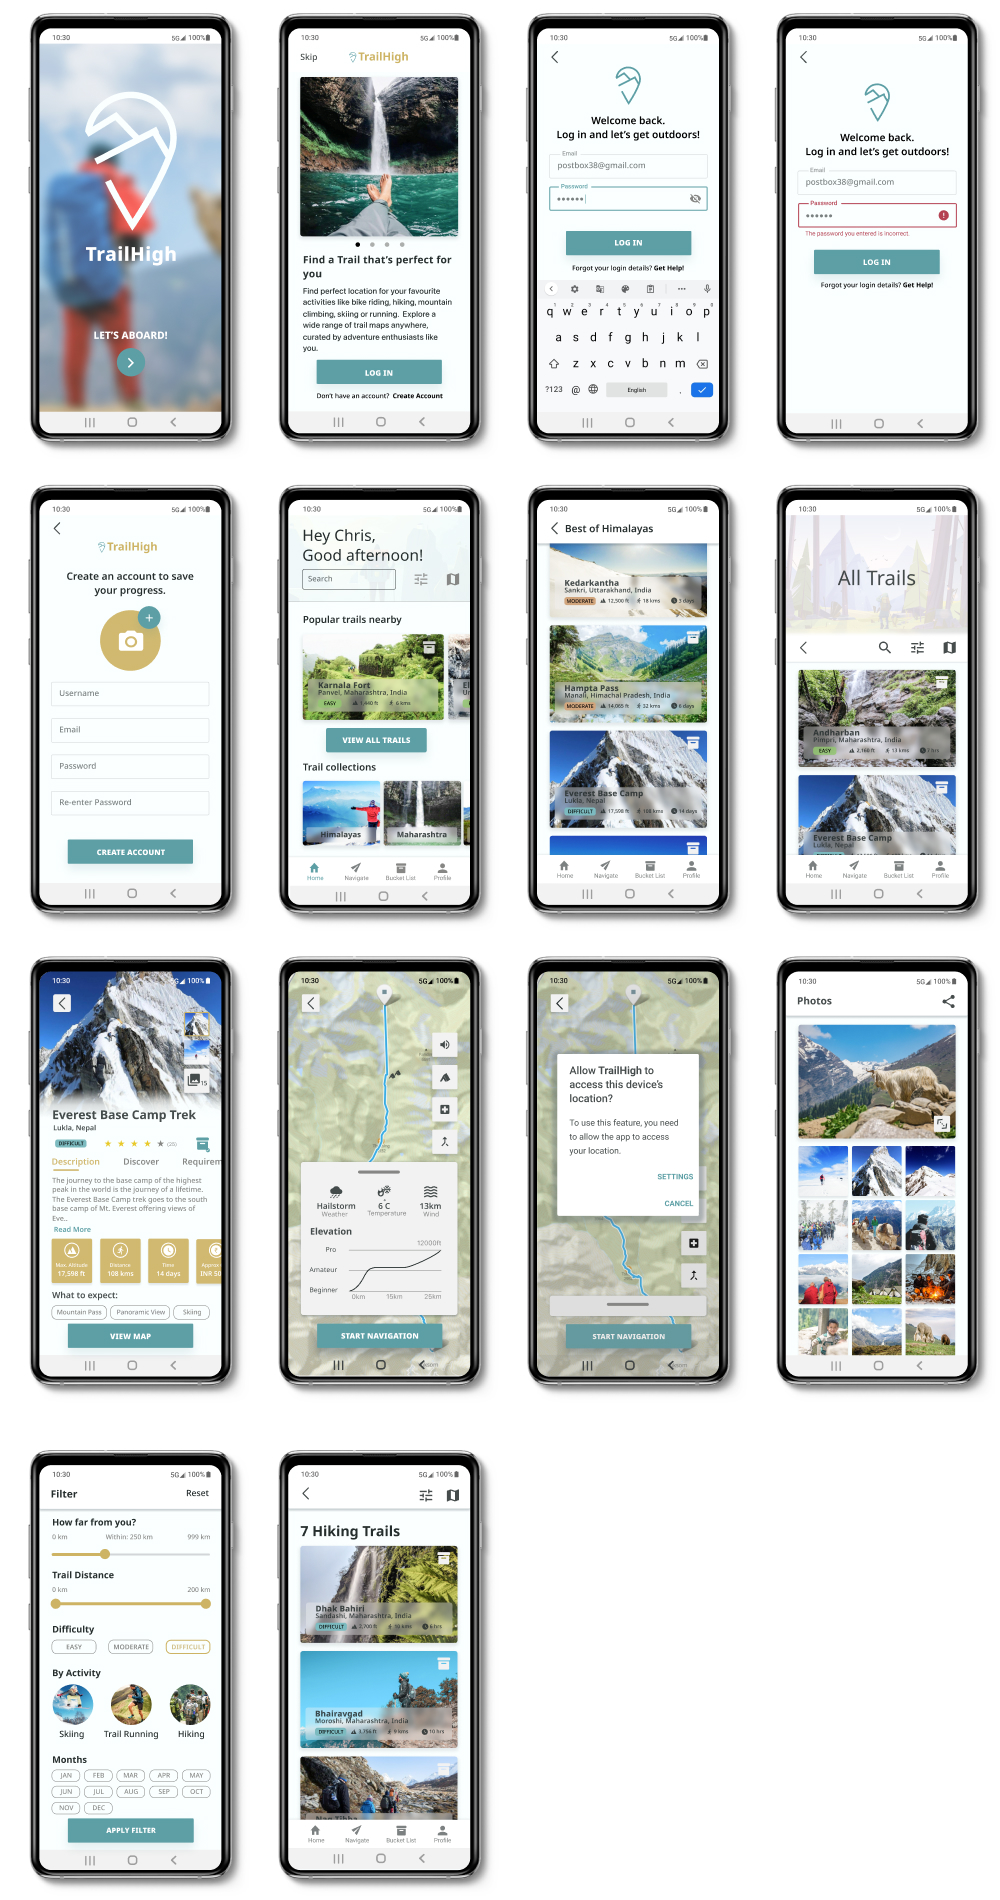 10:30
5G 100%
TrailHigh
LET'S ABOARD!
10:30
5G 100%
Skip
TrailHigh
Find a Trail that's perfect for
you
Find perfect location for your favourite
activities like bike riding, hiking, mountain
climbing, skiing or running. Explore a
wide range of trail maps anywhere,
curated by adventure enthusiasts like
you.
LOG IN
Don't have an account? Create Account
10:30
5G 100%
Welcome back.
Log in and let's get outdoors!
Email
postbox38@gmail.com
Password
LOG IN
Forgot your login details? Get Help!
1 2 3 4 5 6 7 8 9 0
q w e r t y u i o p
a s d f g h j k l
z x c v b n m
?123 @ English .
10:30
5G 100%
Welcome back.
Log in and let's get outdoors!
Email
postbox38@gmail.com
Password
The password you entered is incorrect.
LOG IN
Forgot your login details? Get Help!
10:30
5G 100%
TrailHigh
Create an account to save
your progress.
Username
Email
Password
Re-enter Password
CREATE ACCOUNT
10:30
5G 100%
Hey Chris,
Good afternoon!
Search
Popular trails nearby
Karnala Fort
Panvel, Maharashtra, India
EASY 1,440 ft 6 kms
VIEW ALL TRAILS
Trail collections
Himalayas
Maharashtra
Home Navigate Bucket List Profile
10:30
5G 100%
Best of Himalayas
Kedarkantha
Sankri, Uttarakhand, India
MODERATE 12,500 ft 18 kms 3 days
Hampta Pass
Manali, Himachal Pradesh, India
MODERATE 14,065 ft 32 kms 6 days
Everest Base Camp
Lukla, Nepal
DIFFICULT 17,598 ft 108 kms 14 days
Home Navigate Bucket List Profile
10:30
5G 100%
All Trails
Andharban
Pimpri, Maharashtra, India
EASY 2,160 ft 13 kms 7 hrs
Everest Base Camp
Lukla, Nepal
Home Navigate Bucket List Profile
10:30
5G 100%
15
Everest Base Camp Trek
Lukla, Nepal
DIFFICULT
Description Discover Requirem
The journey to the base camp of the highest
peak in the world is the journey of a lifetime.
The Everest Base Camp trek goes to the south
base camp of Mt. Everest offering views of
Eve..
Read More
Max. Altitude
17,598 ft
Distance
108 kms
Time
14 days
Approx
INR 50
What to expect:
Mountain Pass Panoramic View Skiing
VIEW MAP
10:30
5G 100%
Hailstorm
Weather
6 C
Temperature
13km
Wind
Elevation
12000ft
Pro
Amateur
Beginner
0km 15km 25km
START NAVIGATION
10:30
5G 100%
Allow TrailHigh to
access this device's
location?
To use this feature, you need
to allow the app to access
your location.
SETTINGS
CANCEL
START NAVIGATION
10:30
5G 100%
Photos
10:30
5G 100%
Filter
Reset
How far from you?
0 km Within: 250 km 999 km
Trail Distance
0 km 200 km
Difficulty
EASY MODERATE DIFFICULT
By Activity
Skiing Trail Running Hiking
Months
JAN FEB MAR APR MAY
JUN JUL AUG SEP OCT
NOV DEC
APPLY FILTER
10:30
5G 100%
7 Hiking Trails
Dhak Bahiri
Sandashi, Maharashtra, India
DIFFICULT 2,700 ft 10 kms 6 hrs
Bhairavgad
Moroshi, Maharashtra, India
DIFFICULT 3,756 ft 9 kms 10 hrs
Nag Tibba
Home Navigate Bucket List Profile